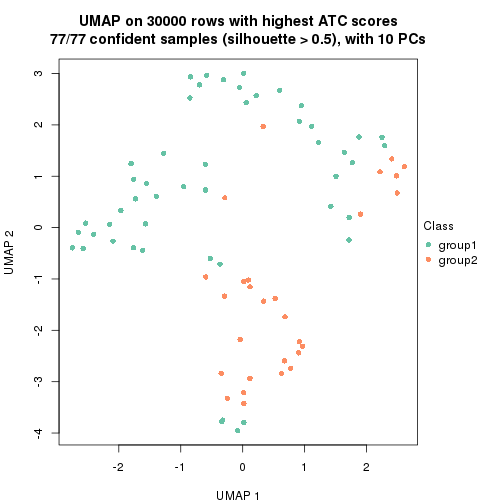 UMAP on 30000 rows with highest ATC scores
77/77 confident samples (silhouette > 0.5), with 10 PCs
3
2
1
0
-1
-2
-3
-4
UMAP 2
-2
-1
0
1
2
UMAP 1
Class
group1
group2